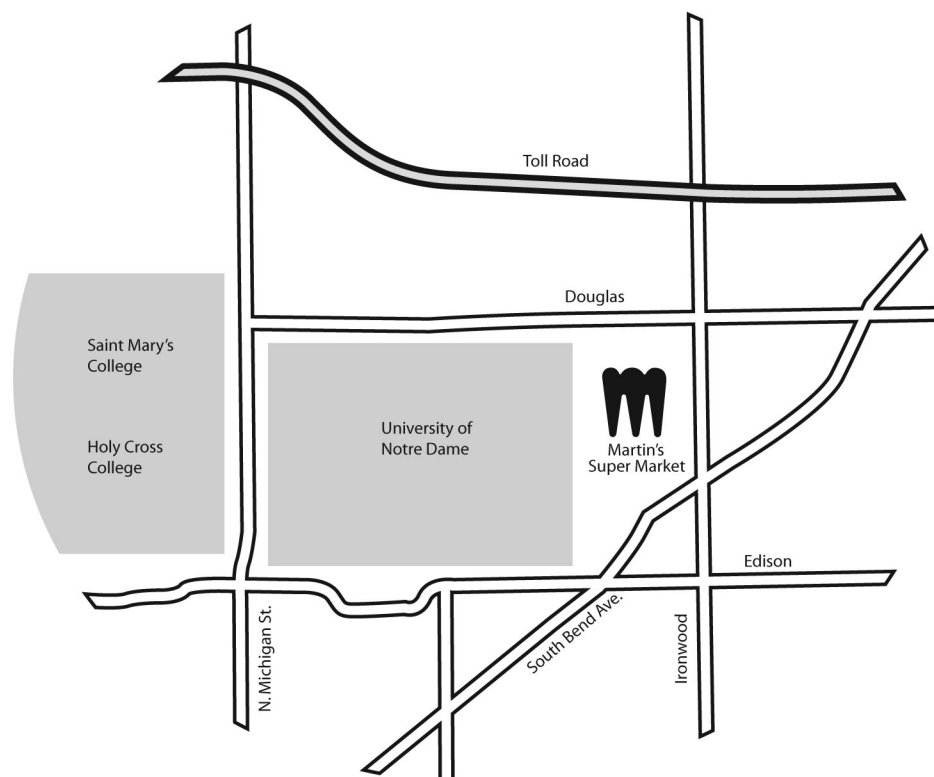 Toll Road
Douglas
Saint Mary's
College
Holy Cross
College
University of
Notre Dame
Martin's
Super Market
Edison
N. Michigan St.
South Bend Ave.
Ironwood